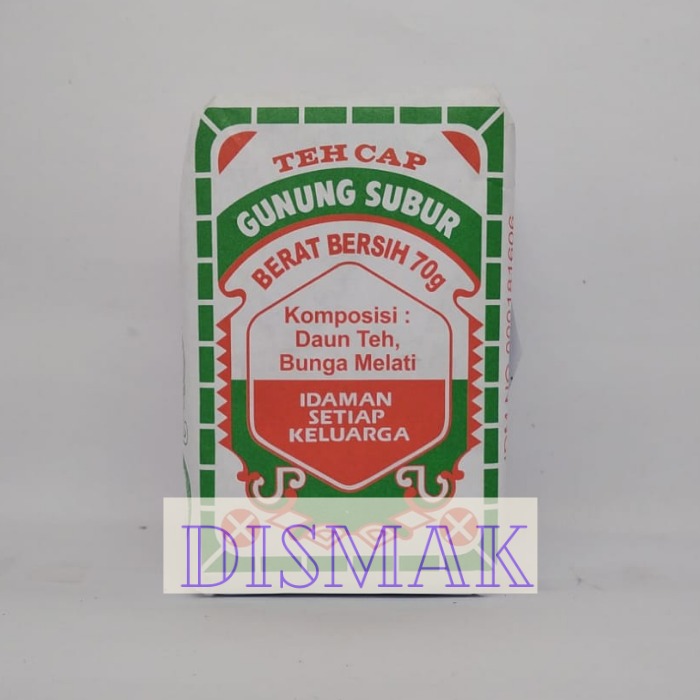 TEH CAP
GUNUNG SUBUR
BERAT BERSIH 70g
Komposisi :
Daun Teh,
Bunga Melati
IDAMAN
SETIAP
KELUARGA
DISMAK